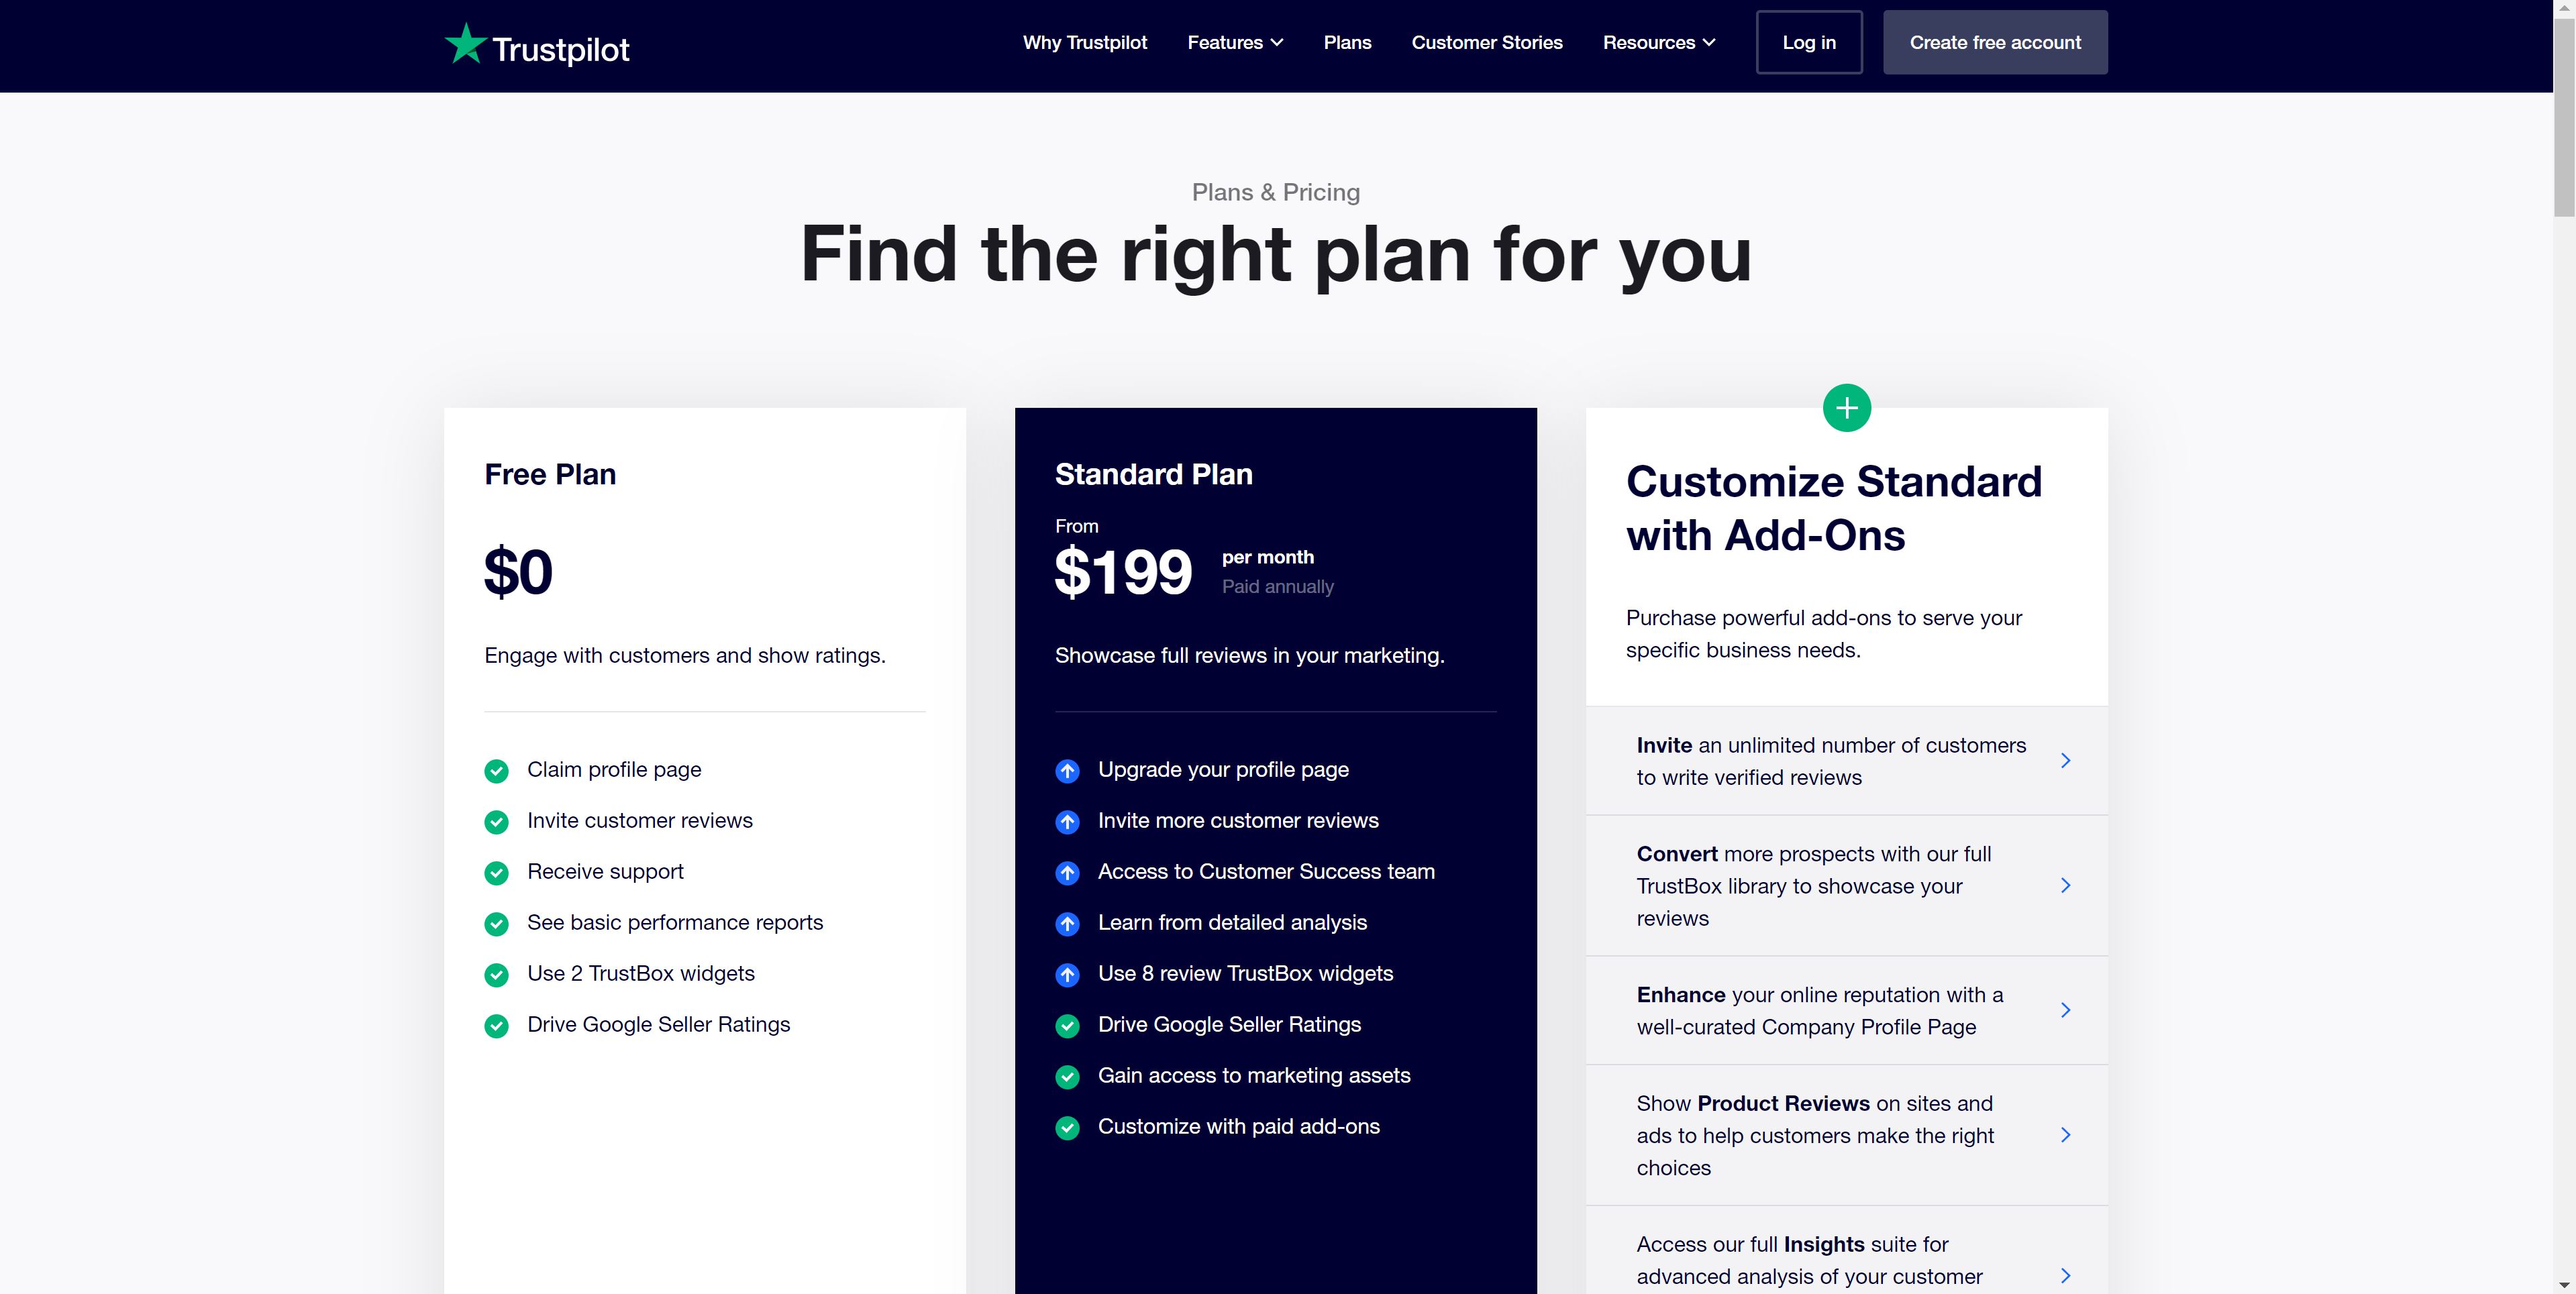 Trustpilot
Why Trustpilot
Features
Plans
Customer Stories
Resources
Log in
Create free account
Plans & Pricing
Find the right plan for you
Free Plan
$0
Engage with customers and show ratings.
Claim profile page
Invite customer reviews
Receive support
See basic performance reports
Use 2 TrustBox widgets
Drive Google Seller Ratings
Standard Plan
From
$199
per month
Paid annually
Showcase full reviews in your marketing.
Upgrade your profile page
Invite more customer reviews
Access to Customer Success team
Learn from detailed analysis
Use 8 review TrustBox widgets
Drive Google Seller Ratings
Gain access to marketing assets
Customize with paid add-ons
Customize Standard
with Add-Ons
Purchase powerful add-ons to serve your
specific business needs.
Invite an unlimited number of customers
to write verified reviews
Convert more prospects with our full
TrustBox library to showcase your
reviews
Enhance your online reputation with a
well-curated Company Profile Page
Show Product Reviews on sites and
ads to help customers make the right
choices
Access our full Insights suite for
advanced analysis of your customer